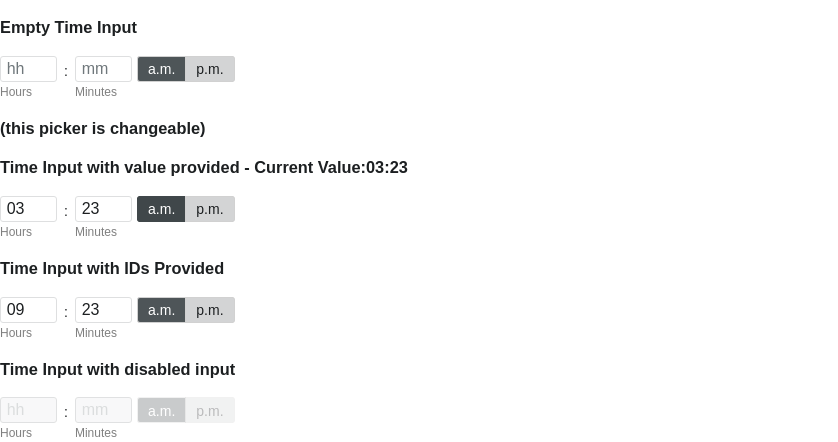 Empty Time Input
hh : mm a.m. p.m.
Hours Minutes
(this picker is changeable)
Time Input with value provided - Current Value:03:23
03 : 23 a.m. p.m.
Hours Minutes
Time Input with IDs Provided
09 : 23 a.m. p.m.
Hours Minutes
Time Input with disabled input
hh : mm a.m. p.m.
Hours Minutes